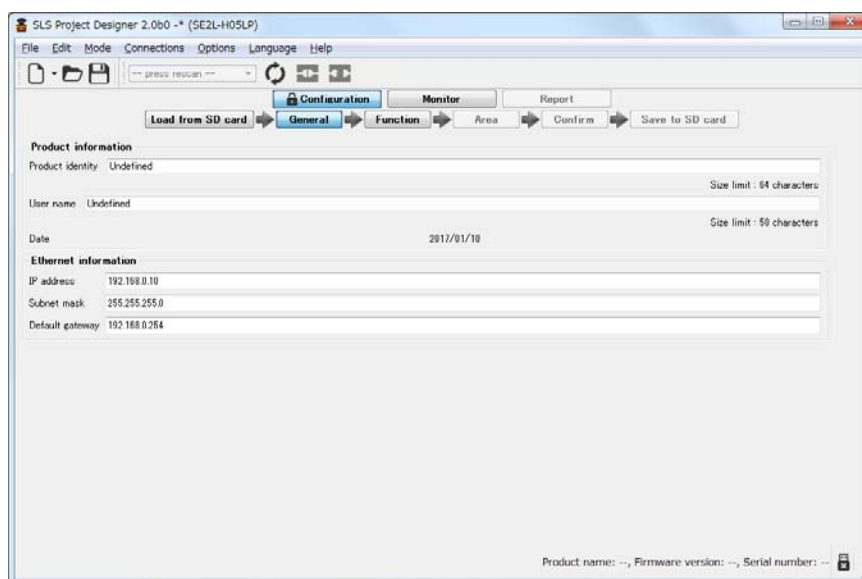 SLS Project Designer 2.0b0 -* (SE2L-H05LP)
File Edit Mode Connections Options Language Help
-- press rescan --
Configuration Monitor Report
Load from SD card General Function Area Confirm Save to SD card
Product information
Product identity Undefined
Size limit : 64 characters
User name Undefined
Size limit : 50 characters
Date 2017/01/10
Ethernet information
IP address 192.168.0.10
Subnet mask 255.255.255.0
Default gateway 192.168.0.254
Product name: --, Firmware version: --, Serial number: --